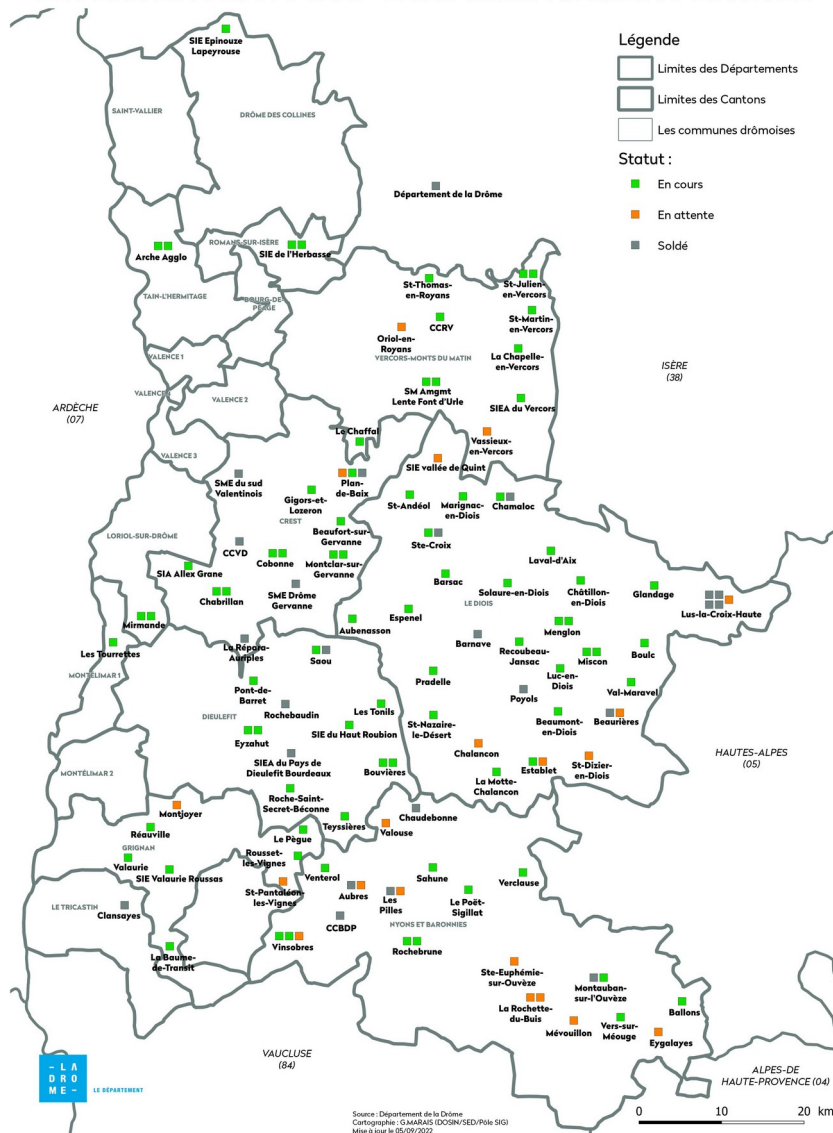 SIE Epinouze
Lapeyrouse
Légende
Limites des Départements
Limites des Cantons
Les communes drômoises
Statut :
En cours
En attente
Soldé
SAINT-VALLIER
DRÔME DES COLLINES
Département de la Drôme
ROMANS-SUR-ISÈRE
Arche Agglo
SIE de l'Herbasse
TAIN-L'HERMITAGE
BOURG-DE-
PÉAGE
St-Thomas-
en-Royans
St-Julien-
en-Vercors
CCRV
St-Martin-
en-Vercors
Oriol-en-
Royans
VERCORS-MONTS DU MATIN
La Chapelle-
en-Vercors
VALENCE 1
ISÈRE
(38)
SM Amgmt
Lente Font d'Urle
SIEA du Vercors
ARDÈCHE
(07)
VALENCE 2
Le Chaffal
Vassieux-
en-Vercors
VALENCE 3
SIE vallée de Quint
SME du sud
Valentinois
Plan-
de-Baix
Gigors-et-
Lozeron
St-Andéol
Marignac-
en-Diois
Chamaloc
CREST
LORIOL-SUR-DRÔME
Beaufort-sur-
Gervanne
Ste-Croix
CCVD
Cobonne
Montclar-sur-
Gervanne
Laval-d'Aix
SIA Allex Grane
Barsac
Solaure-en-Diois
Châtillon-
en-Diois
Glandage
Chabrillan
SME Drôme
Gervanne
LE DIOIS
Lus-la-Croix-Haute
Mirmande
Aubenasson
Espenel
Menglon
Les Tourrettes
La Répara-
Auriples
Saou
Barnave
Recoubeau-
Jansac
Miscon
Boulc
MONTÉLIMAR 1
Pont-de-
Barret
Pradelle
Luc-en-
Diois
Val-Maravel
DIEULEFIT
Rochebaudin
Les Tonils
Poyols
Eyzahut
SIE du Haut Roubion
St-Nazaire-
le-Désert
Beaumont-
en-Diois
Beaurières
SIEA du Pays de
Dieulefit Bourdeaux
Bouvières
Chalancon
Establet
St-Dizier-
en-Diois
HAUTES-ALPES
(05)
MONTÉLIMAR 2
La Motte-
Chalancon
Roche-Saint-
Secret-Béconne
Montjoyer
Teyssières
Valouse
Chaudebonne
Réauville
Le Pègue
GRIGNAN
Rousset-
les-Vignes
Valaurie
SIE Valaurie Roussas
Venterol
Sahune
Verclause
St-Pantaléon-
les-Vignes
Aubres
Les
Pilles
Le Poët-
Sigillat
LE TRICASTIN
Clansayes
CCBDP
NYONS ET BARONNIES
Vinsobres
Rochebrune
La Baume-
de-Transit
Ste-Euphémie-
sur-Ouvèze
Montauban-
sur-l'Ouvèze
La Rochette-
du-Buis
Ballons
Mévouillon
Vers-sur-
Méouge
Eygalayes
VAUCLUSE
(84)
ALPES-DE
HAUTE-PROVENCE (04)
- L A
D R Ô
M E -
LE DÉPARTEMENT
Source : Département de la Drôme
Cartographie : G.MARAIS (DOSIN/SED/Pôle SIG)
Mise à jour le 05/09/2022
0 10 20 km